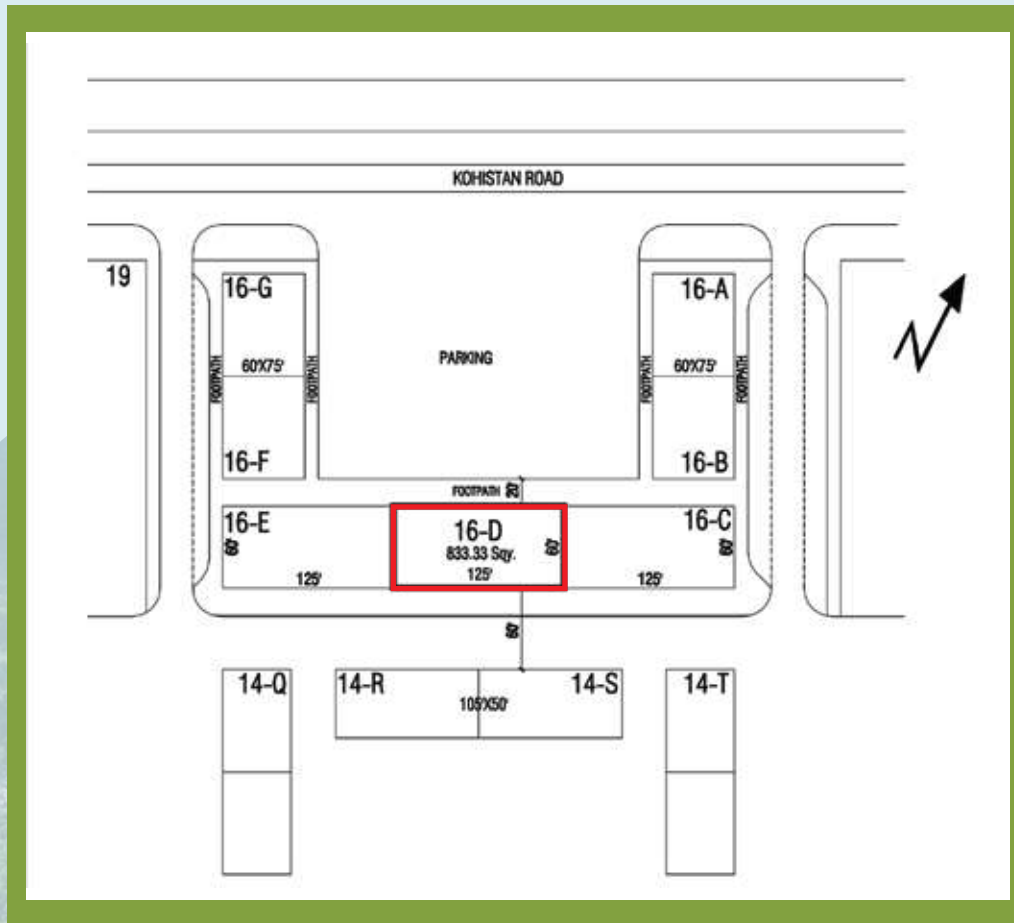 KOHISTAN ROAD
19
16-G
16-A
PARKING
60'X75'
60'X75'
FOOTPATH
FOOTPATH
FOOTPATH
FOOTPATH
16-F
16-B
FOOTPATH
20'
16-E
16-D
16-C
60'
833.33 Sqy.
60'
60'
125'
125'
125'
60'
14-Q
14-R
14-S
14-T
105'X50'
N